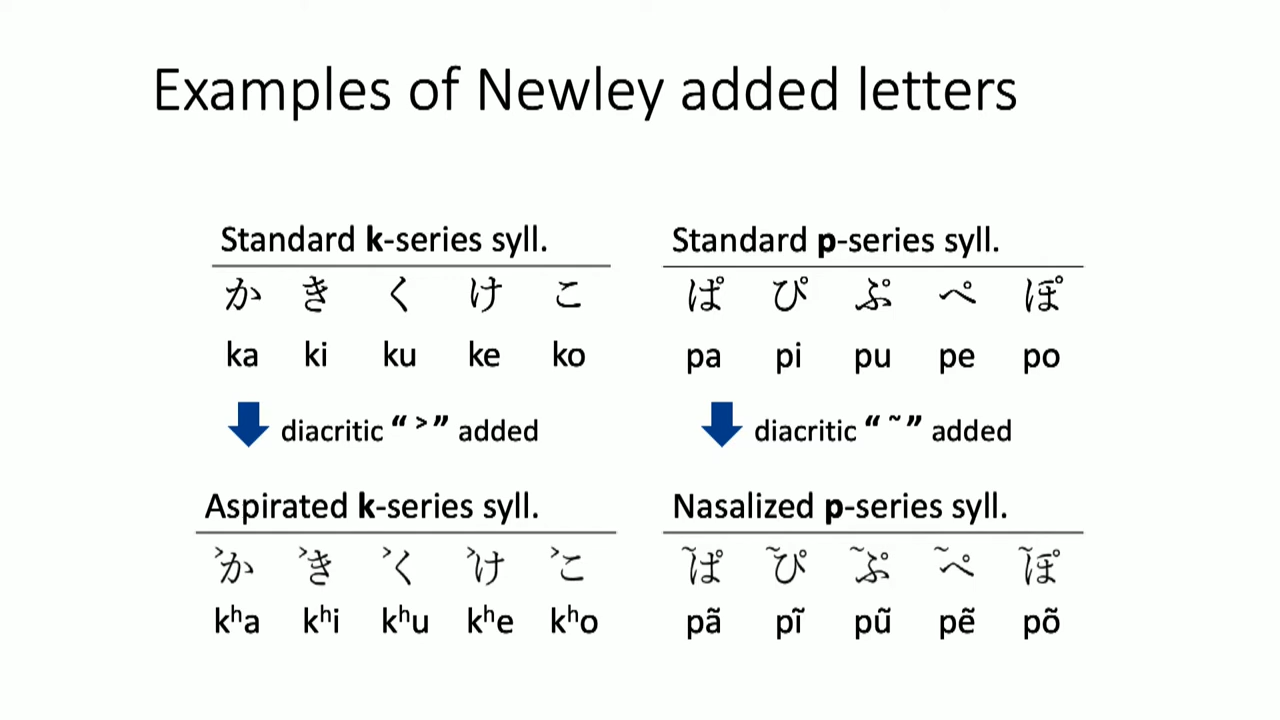 Examples of Newley added letters
Standard k-series syll.
か き く け こ
ka ki ku ke ko
diacritic “ ˃ ” added
Aspirated k-series syll.
˃か ˃き ˃く ˃け ˃こ
kʰa kʰi kʰu kʰe kʰo
Standard p-series syll.
ぱ ぴ ぷ ぺ ぽ
pa pi pu pe po
diacritic “ ˜ ” added
Nasalized p-series syll.
˜ぱ ˜ぴ ˜ぷ ˜ぺ ˜ぽ
pã pĩ pũ pẽ põ